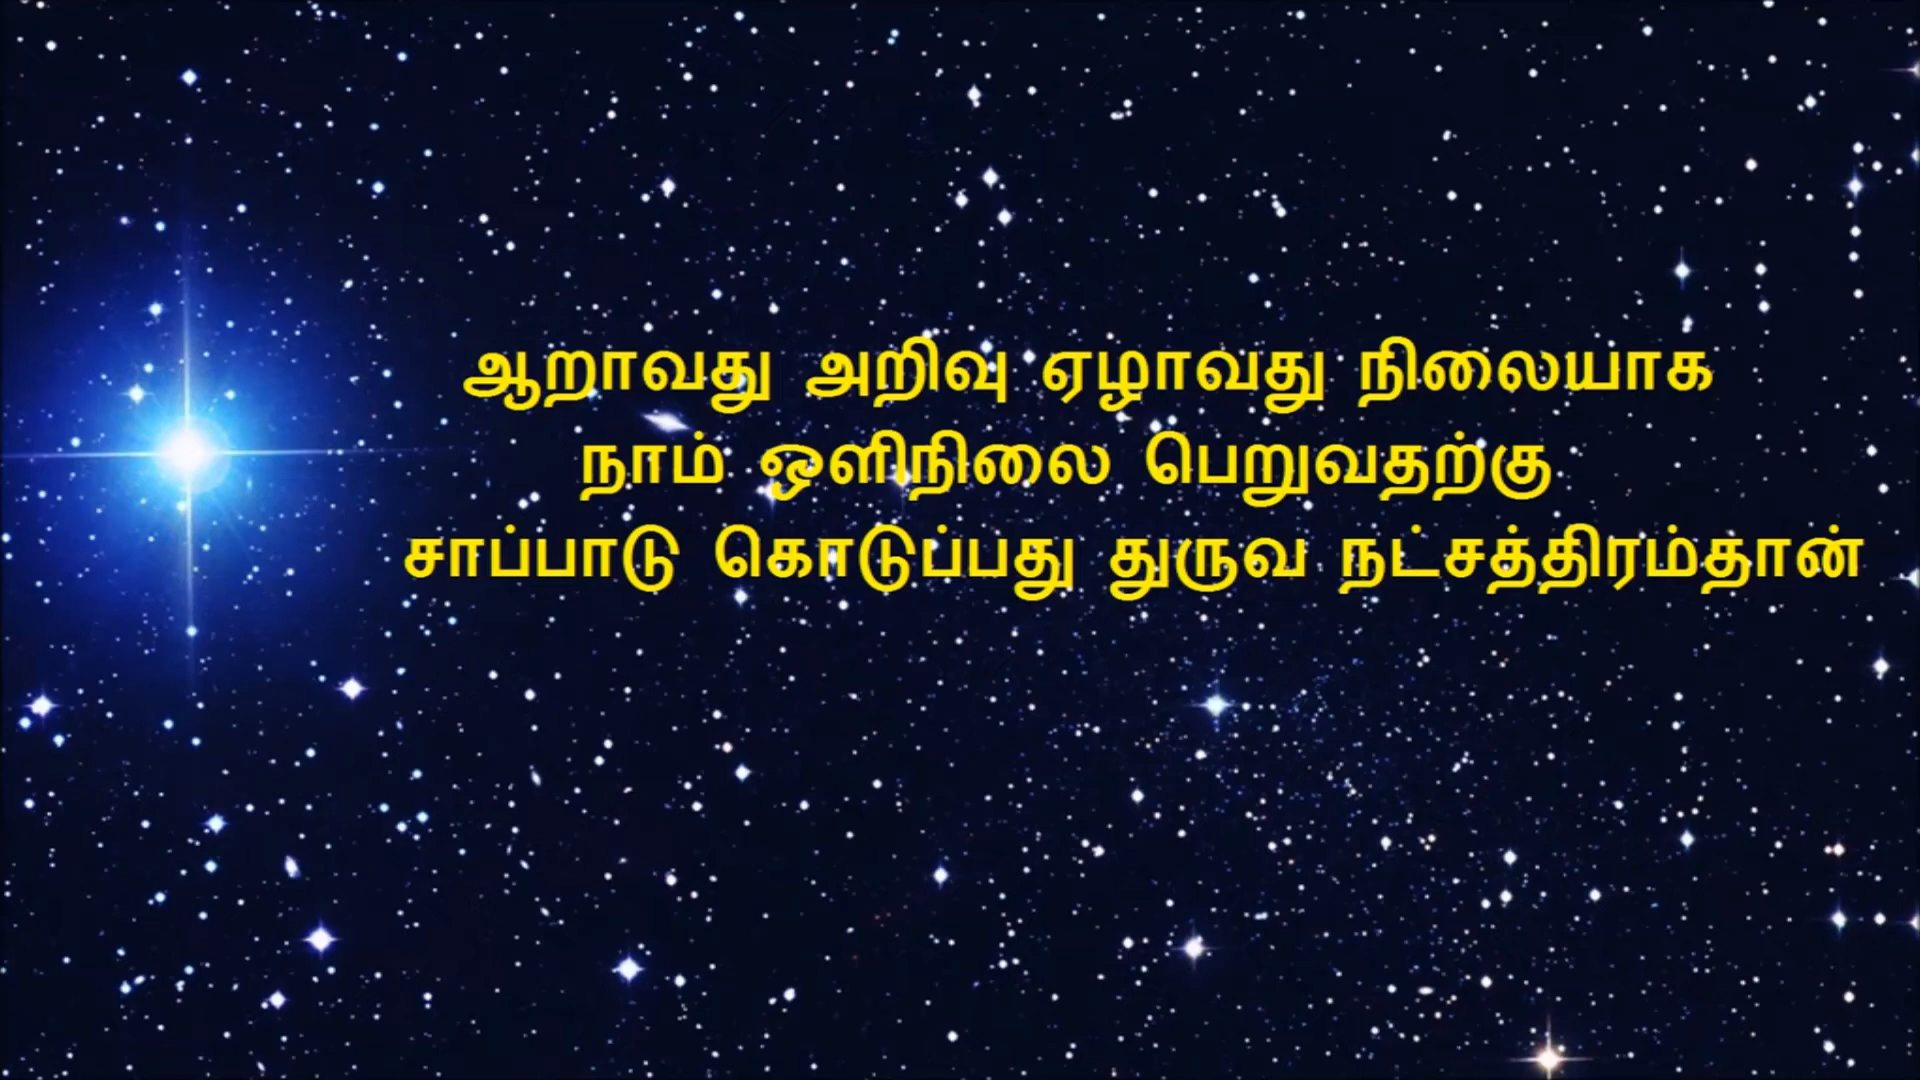 ஆறாவது அறிவு ஏழாவது நிலையாக
நாம் ஒளிநிலை பெறுவதற்கு
சாப்பாடு கொடுப்பது துருவ நட்சத்திரம்தான்